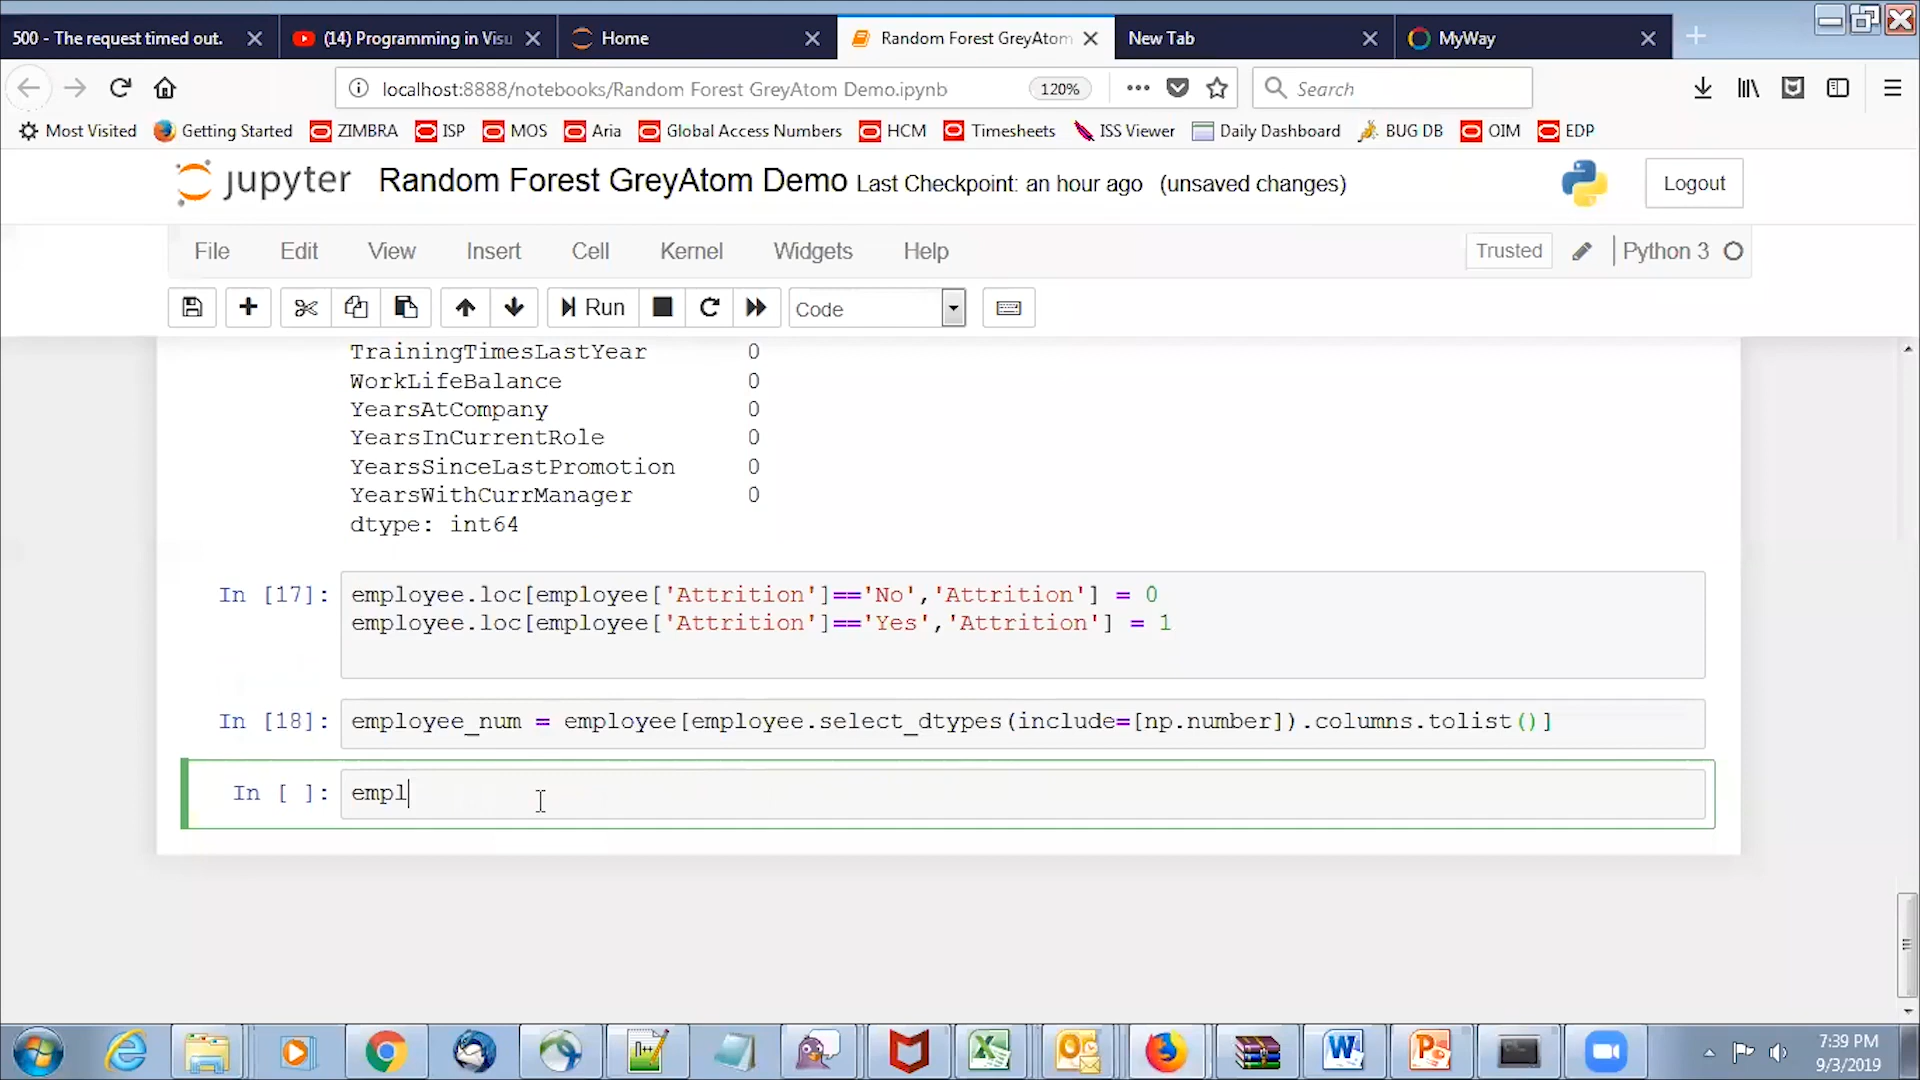 500 - The request timed out.
(14) Programming in Visu
Home
Random Forest GreyAtom
New Tab
MyWay
localhost:8888/notebooks/Random Forest GreyAtom Demo.ipynb
120%
Search
Most Visited
Getting Started
ZIMBRA
ISP
MOS
Aria
Global Access Numbers
HCM
Timesheets
ISS Viewer
Daily Dashboard
BUG DB
OIM
EDP
jupyter
Random Forest GreyAtom Demo Last Checkpoint: an hour ago (unsaved changes)
Logout
File
Edit
View
Insert
Cell
Kernel
Widgets
Help
Trusted
Python 3
Run
Code
TrainingTimesLastYear 0
WorkLifeBalance 0
YearsAtCompany 0
YearsInCurrentRole 0
YearsSinceLastPromotion 0
YearsWithCurrManager 0
dtype: int64
In [17]: employee.loc[employee['Attrition']=='No','Attrition'] = 0
employee.loc[employee['Attrition']=='Yes','Attrition'] = 1
In [18]: employee_num = employee[employee.select_dtypes(include=[np.number]).columns.tolist()]
In [ ]: empl
7:39 PM
9/3/2019